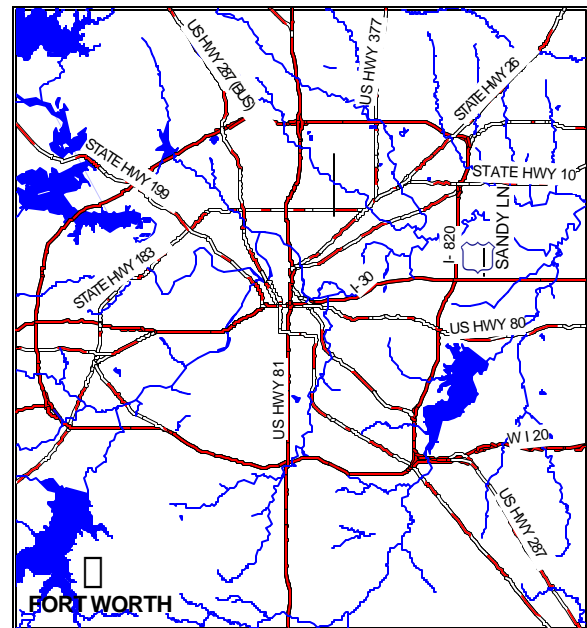 US HWY 287 (BUS)
US HWY 377
STATE HWY 26
STATE HWY 199
STATE HWY 10
I- 820
SANDY LN
STATE HWY 183
I-30
US HWY 80
US HWY 81
W I 20
US HWY 287
FORT WORTH